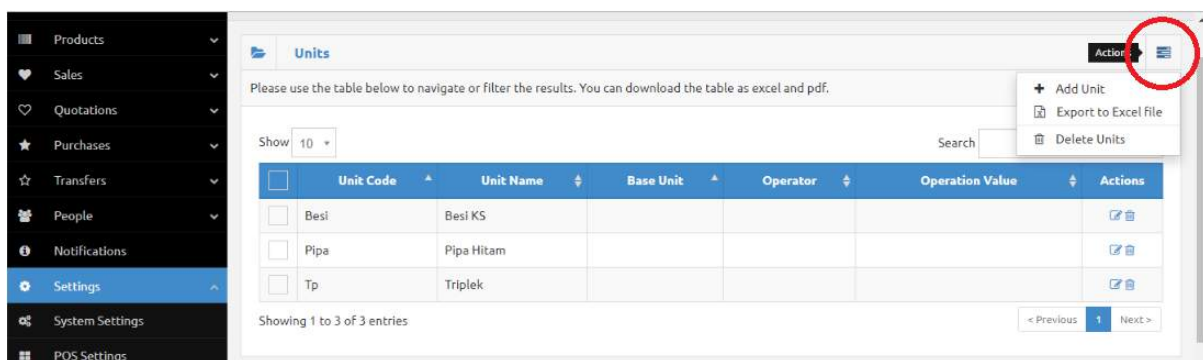 Products
Sales
Quotations
Purchases
Transfers
People
Notifications
Settings
System Settings
POS Settings
Units
Actions
Please use the table below to navigate or filter the results. You can download the table as excel and pdf.
Add Unit
Export to Excel file
Delete Units
Show 10
Search
Unit Code Unit Name Base Unit Operator Operation Value Actions
Besi Besi KS
Pipa Pipa Hitam
Tp Triplek
Showing 1 to 3 of 3 entries
< Previous 1 Next >